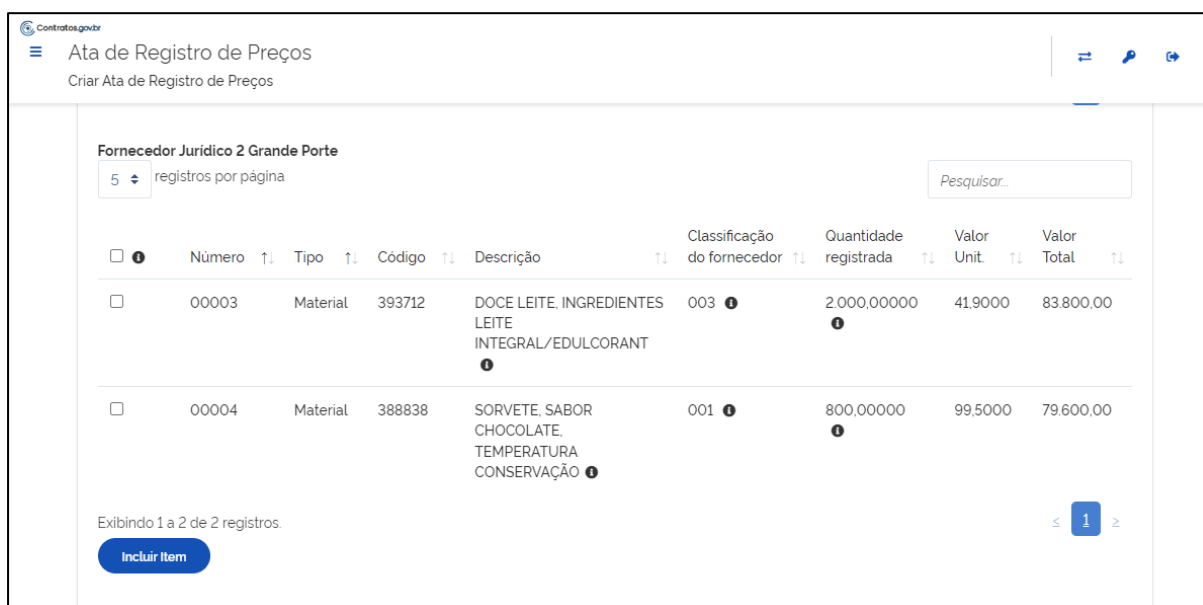 Contratos.gov.br
Ata de Registro de Preços
Criar Ata de Registro de Preços
Fornecedor Jurídico 2 Grande Porte
5 registros por página
Pesquisar...
Número Tipo Código Descrição Classificação do fornecedor Quantidade registrada Valor Unit. Valor Total
00003 Material 393712 DOCE LEITE, INGREDIENTES 003 2.000,00000 41,9000 83.800,00
LEITE
INTEGRAL/EDULCORANT
00004 Material 388838 SORVETE, SABOR 001 800,00000 99,5000 79.600,00
CHOCOLATE,
TEMPERATURA
CONSERVAÇÃO
Exibindo 1 a 2 de 2 registros.
≤ 1 ≥
Incluir Item